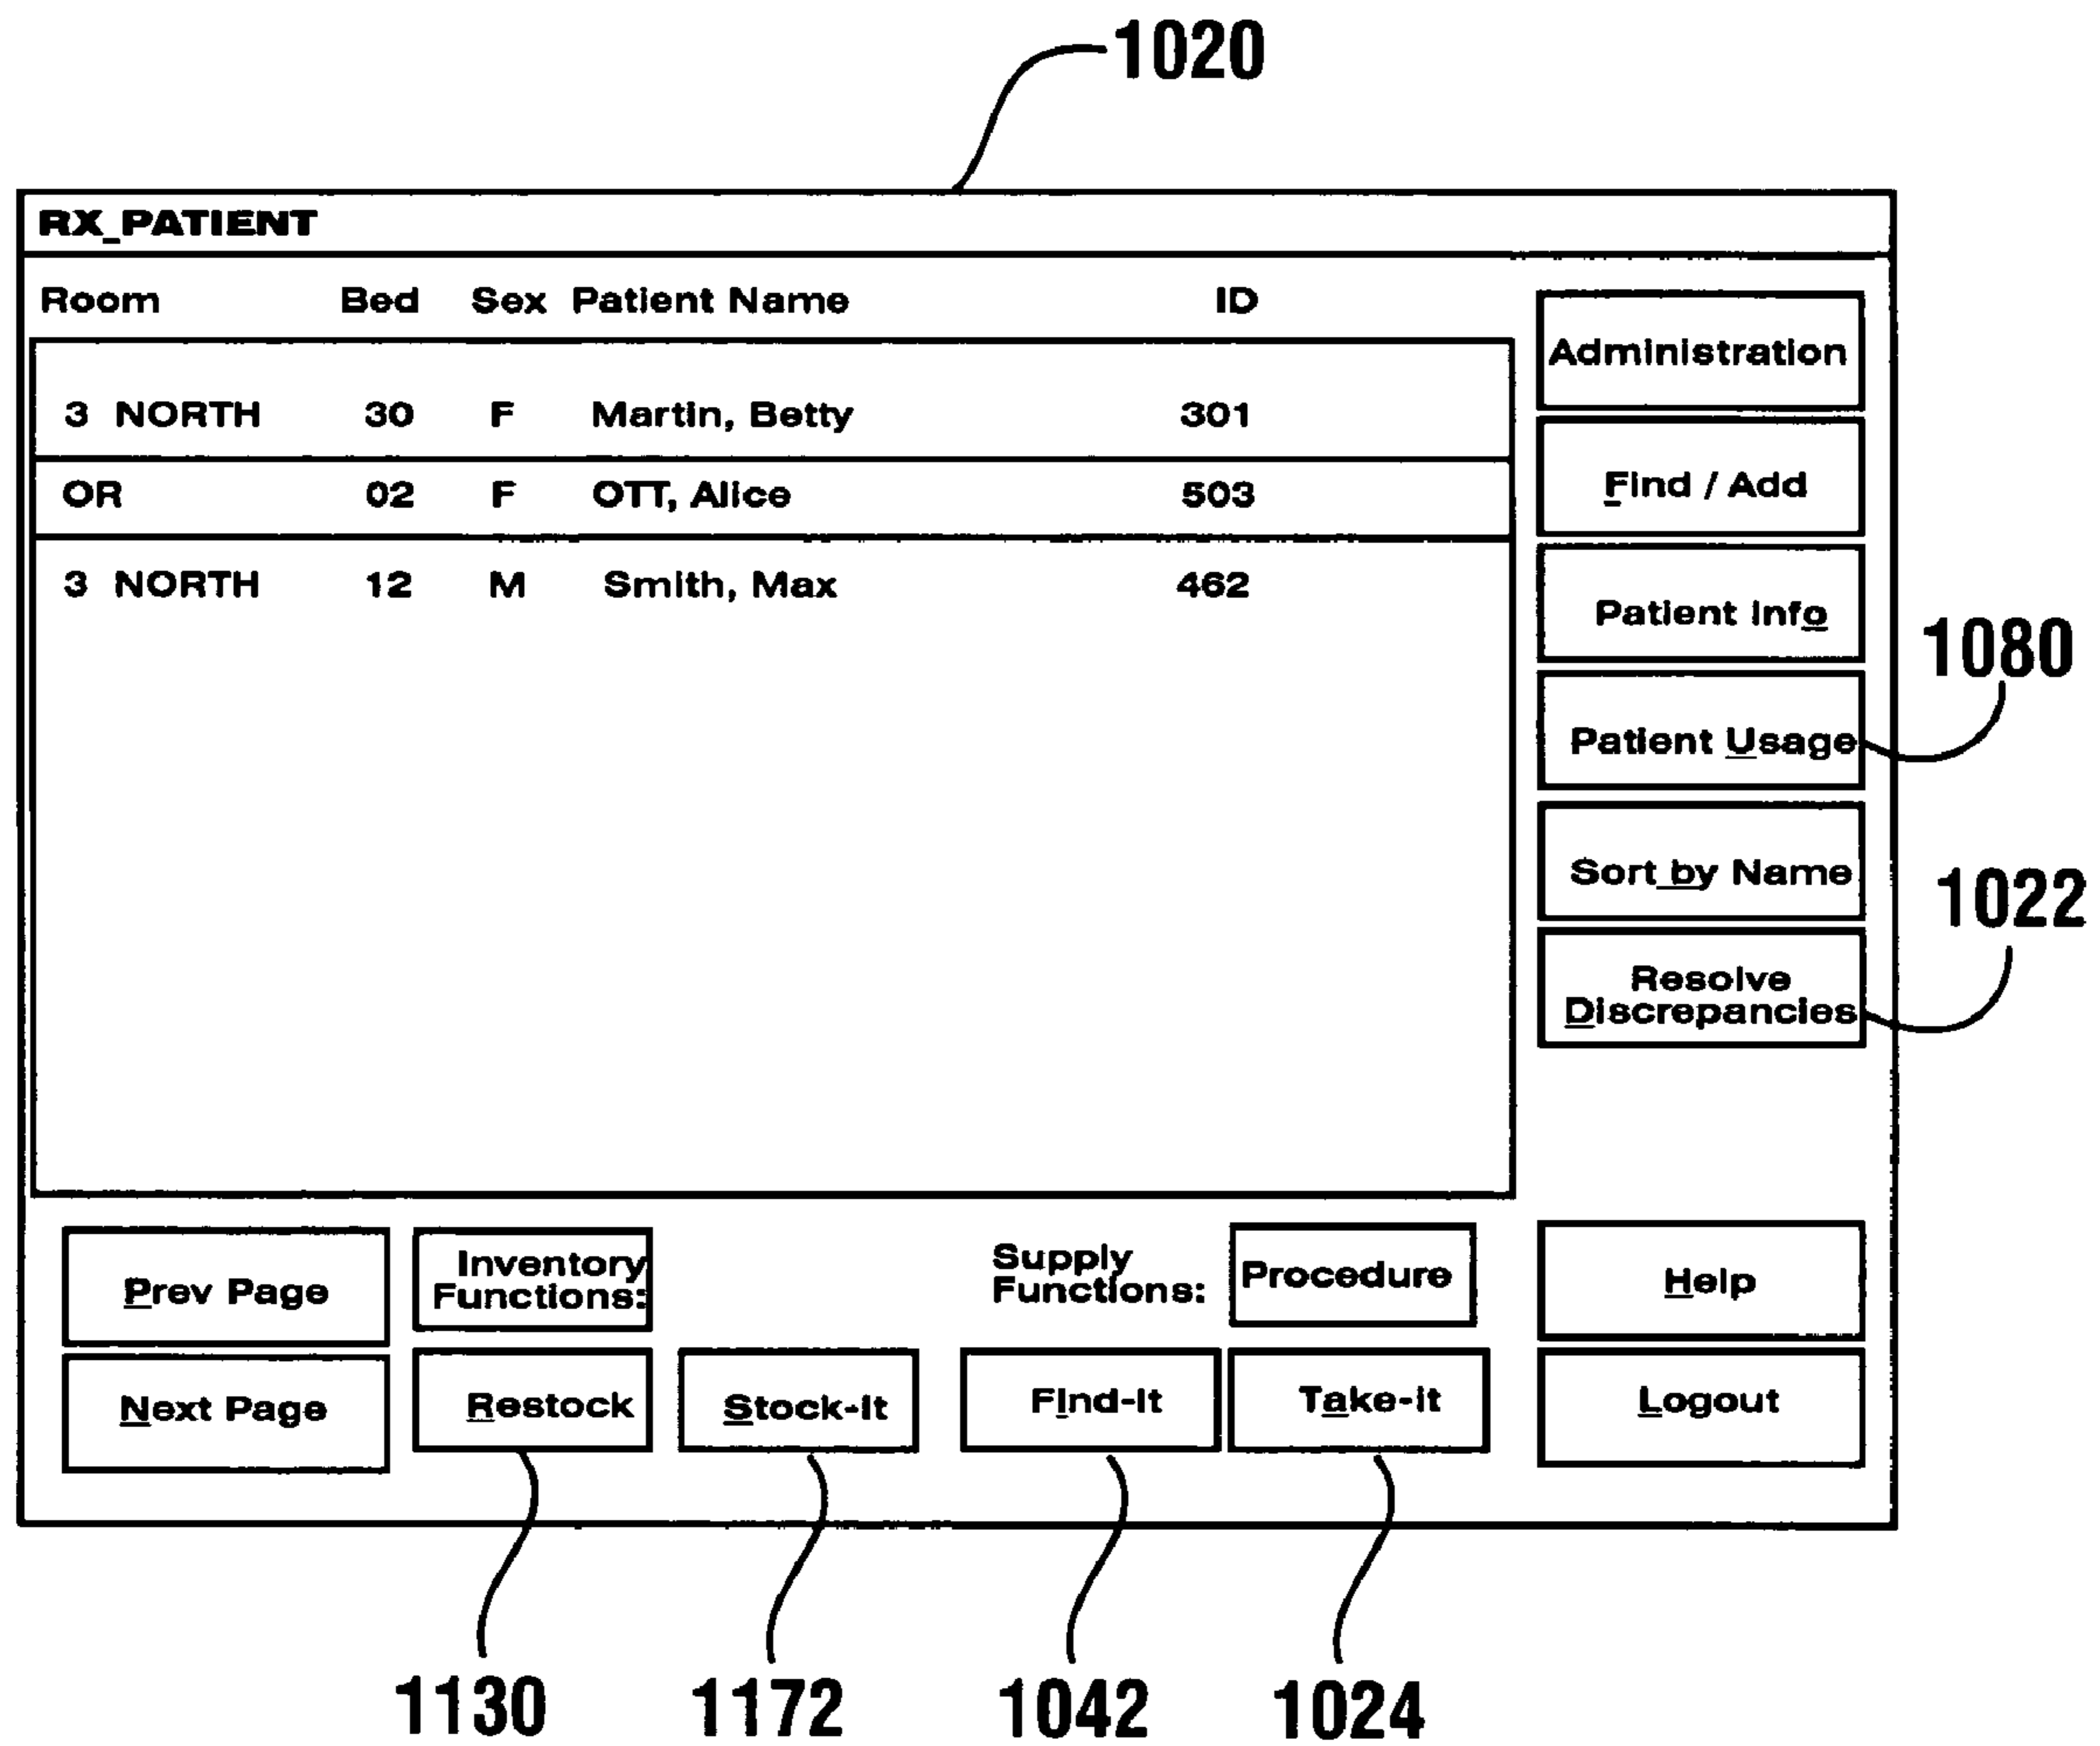 1020
RX_PATIENT
Room Bed Sex Patient Name ID
3 NORTH 30 F Martin, Betty 301
OR 02 F OTT, Alice 503
3 NORTH 12 M Smith, Max 462
Administration
Find / Add
Patient Info
Patient Usage
1080
Sort by Name
1022
Resolve
Discrepancies
Prev Page
Inventory
Functions:
Supply
Functions:
Procedure
Help
Next Page
Restock
Stock-It
Find-It
Take-It
Logout
1130
1172
1042
1024